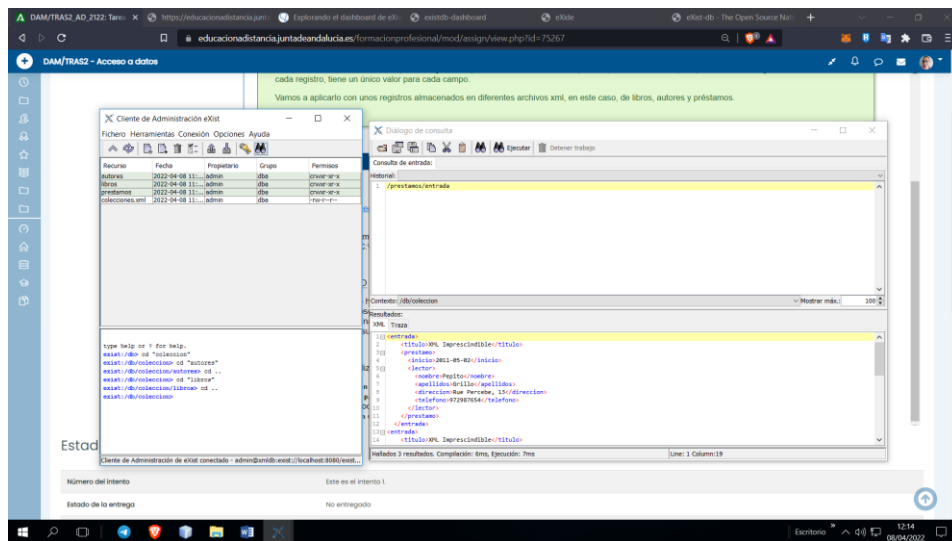 DAM/TRAS2_AD_2122: Tarea
https://educacionadistancia.junta
Explorando el dashboard de eXi
existdb-dashboard
eXide
eXist-db - The Open Source Nati
educacionadistancia.juntadeandalucia.es/formacionprofesional/mod/assign/view.php?id=75267
DAM/TRAS2 - Acceso a datos
cada registro, tiene un único valor para cada campo.
Vamos a aplicarlo con unos registros almacenados en diferentes archivos xml, en este caso, de libros, autores y préstamos.
Cliente de Administración eXist
Fichero Herramientas Conexión Opciones Ayuda
Recurso Fecha Propietario Grupo Permisos
autores 2022-04-08 11:... admin dba crwxr-xr-x
libros 2022-04-08 11:... admin dba crwxr-xr-x
prestamos 2022-04-08 11:... admin dba crwxr-xr-x
colecciones.xml 2022-04-08 11:... admin dba -rw-r--r--
type help or ? for help.
exist:/db> cd "coleccion"
exist:/db/coleccion> cd "autores"
exist:/db/coleccion/autores> cd ..
exist:/db/coleccion> cd "libros"
exist:/db/coleccion/libros> cd ..
exist:/db/coleccion>
Cliente de Administración de eXist conectado - admin@xmldb:exist://localhost:8080/exist...
Diálogo de consulta
Ejecutar Detener trabajo
Consulta de entrada:
Historial:
1 /prestamos/entrada
Contexto: /db/coleccion Mostrar máx.: 100
Resultados:
XML Traza
1 <entrada>
2 <titulo>XML Imprescindible</titulo>
3 <prestamo>
4 <inicio>2011-05-02</inicio>
5 <lector>
6 <nombre>Pepito</nombre>
7 <apellidos>Grillo</apellidos>
8 <direccion>Rue Percebe, 13</direccion>
9 <telefono>972987654</telefono>
10 </lector>
11 </prestamo>
12 </entrada>
13 <entrada>
14 <titulo>XML Imprescindible</titulo>
Hallados 3 resultados. Compilación: 6ms, Ejecución: 7ms Line: 1 Column:19
Estad
Número del intento Este es el intento 1.
Estado de la entrega No entregado
Escritorio
12:14
08/04/2022